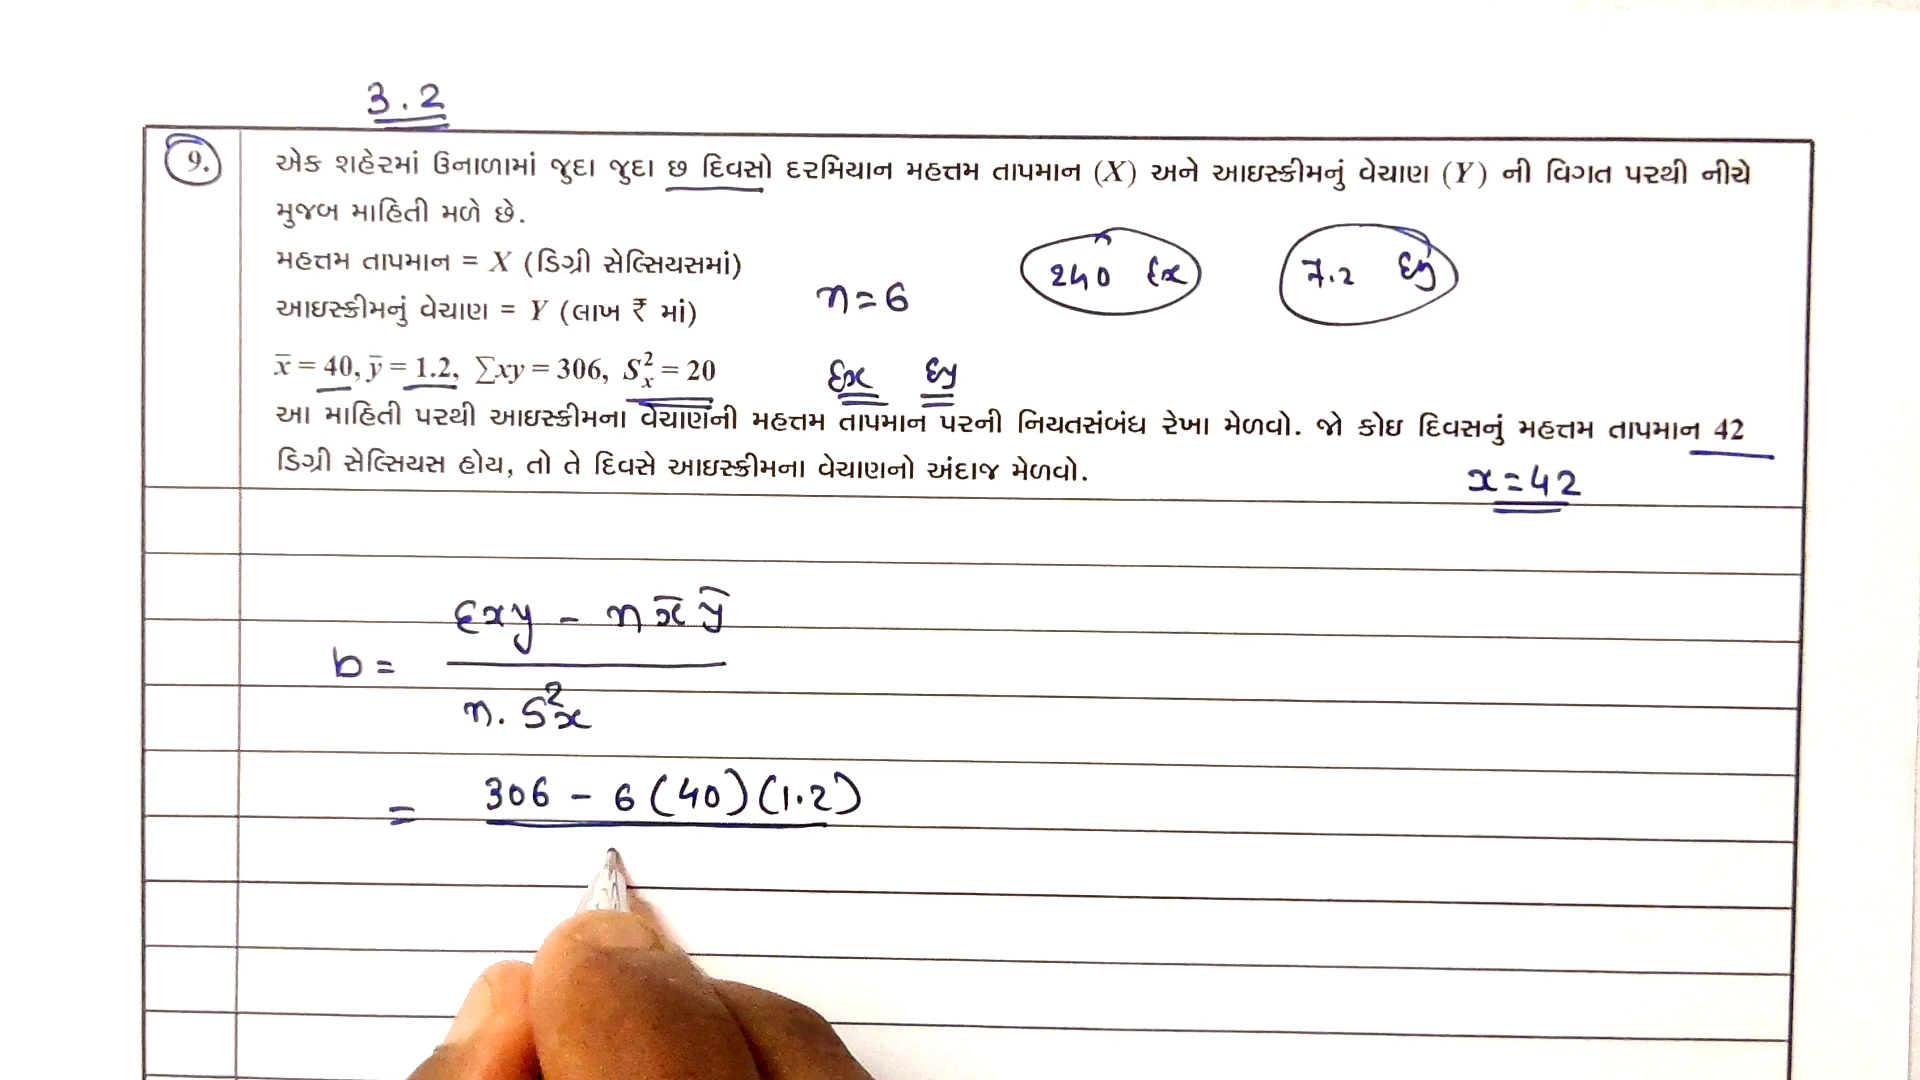 3.2
9. એક શહેરમાં ઉનાળામાં જુદા જુદા છ દિવસો દરમિયાન મહત્તમ તાપમાન (X) અને આઇસ્ક્રીમનું વેચાણ (Y) ની વિગત પરથી નીચે
મુજબ માહિતી મળે છે.
મહત્તમ તાપમાન = X (ડિગ્રી સેલ્સિયસમાં)
240 Σx 7.2 Σy
આઇસ્ક્રીમનું વેચાણ = Y (લાખ ₹ માં)
n = 6
x̅ = 40, y̅ = 1.2, ∑xy = 306, Sₓ² = 20
Σx Σy
આ માહિતી પરથી આઇસ્ક્રીમના વેચાણની મહત્તમ તાપમાન પરની નિયતસંબંધ રેખા મેળવો. જો કોઇ દિવસનું મહત્તમ તાપમાન 42
ડિગ્રી સેલ્સિયસ હોય, તો તે દિવસે આઇસ્ક્રીમના વેચાણનો અંદાજ મેળવો.
x = 42
Σxy - n x̅ y̅
b =
n. S²x
= 306 - 6 (40) (1.2)